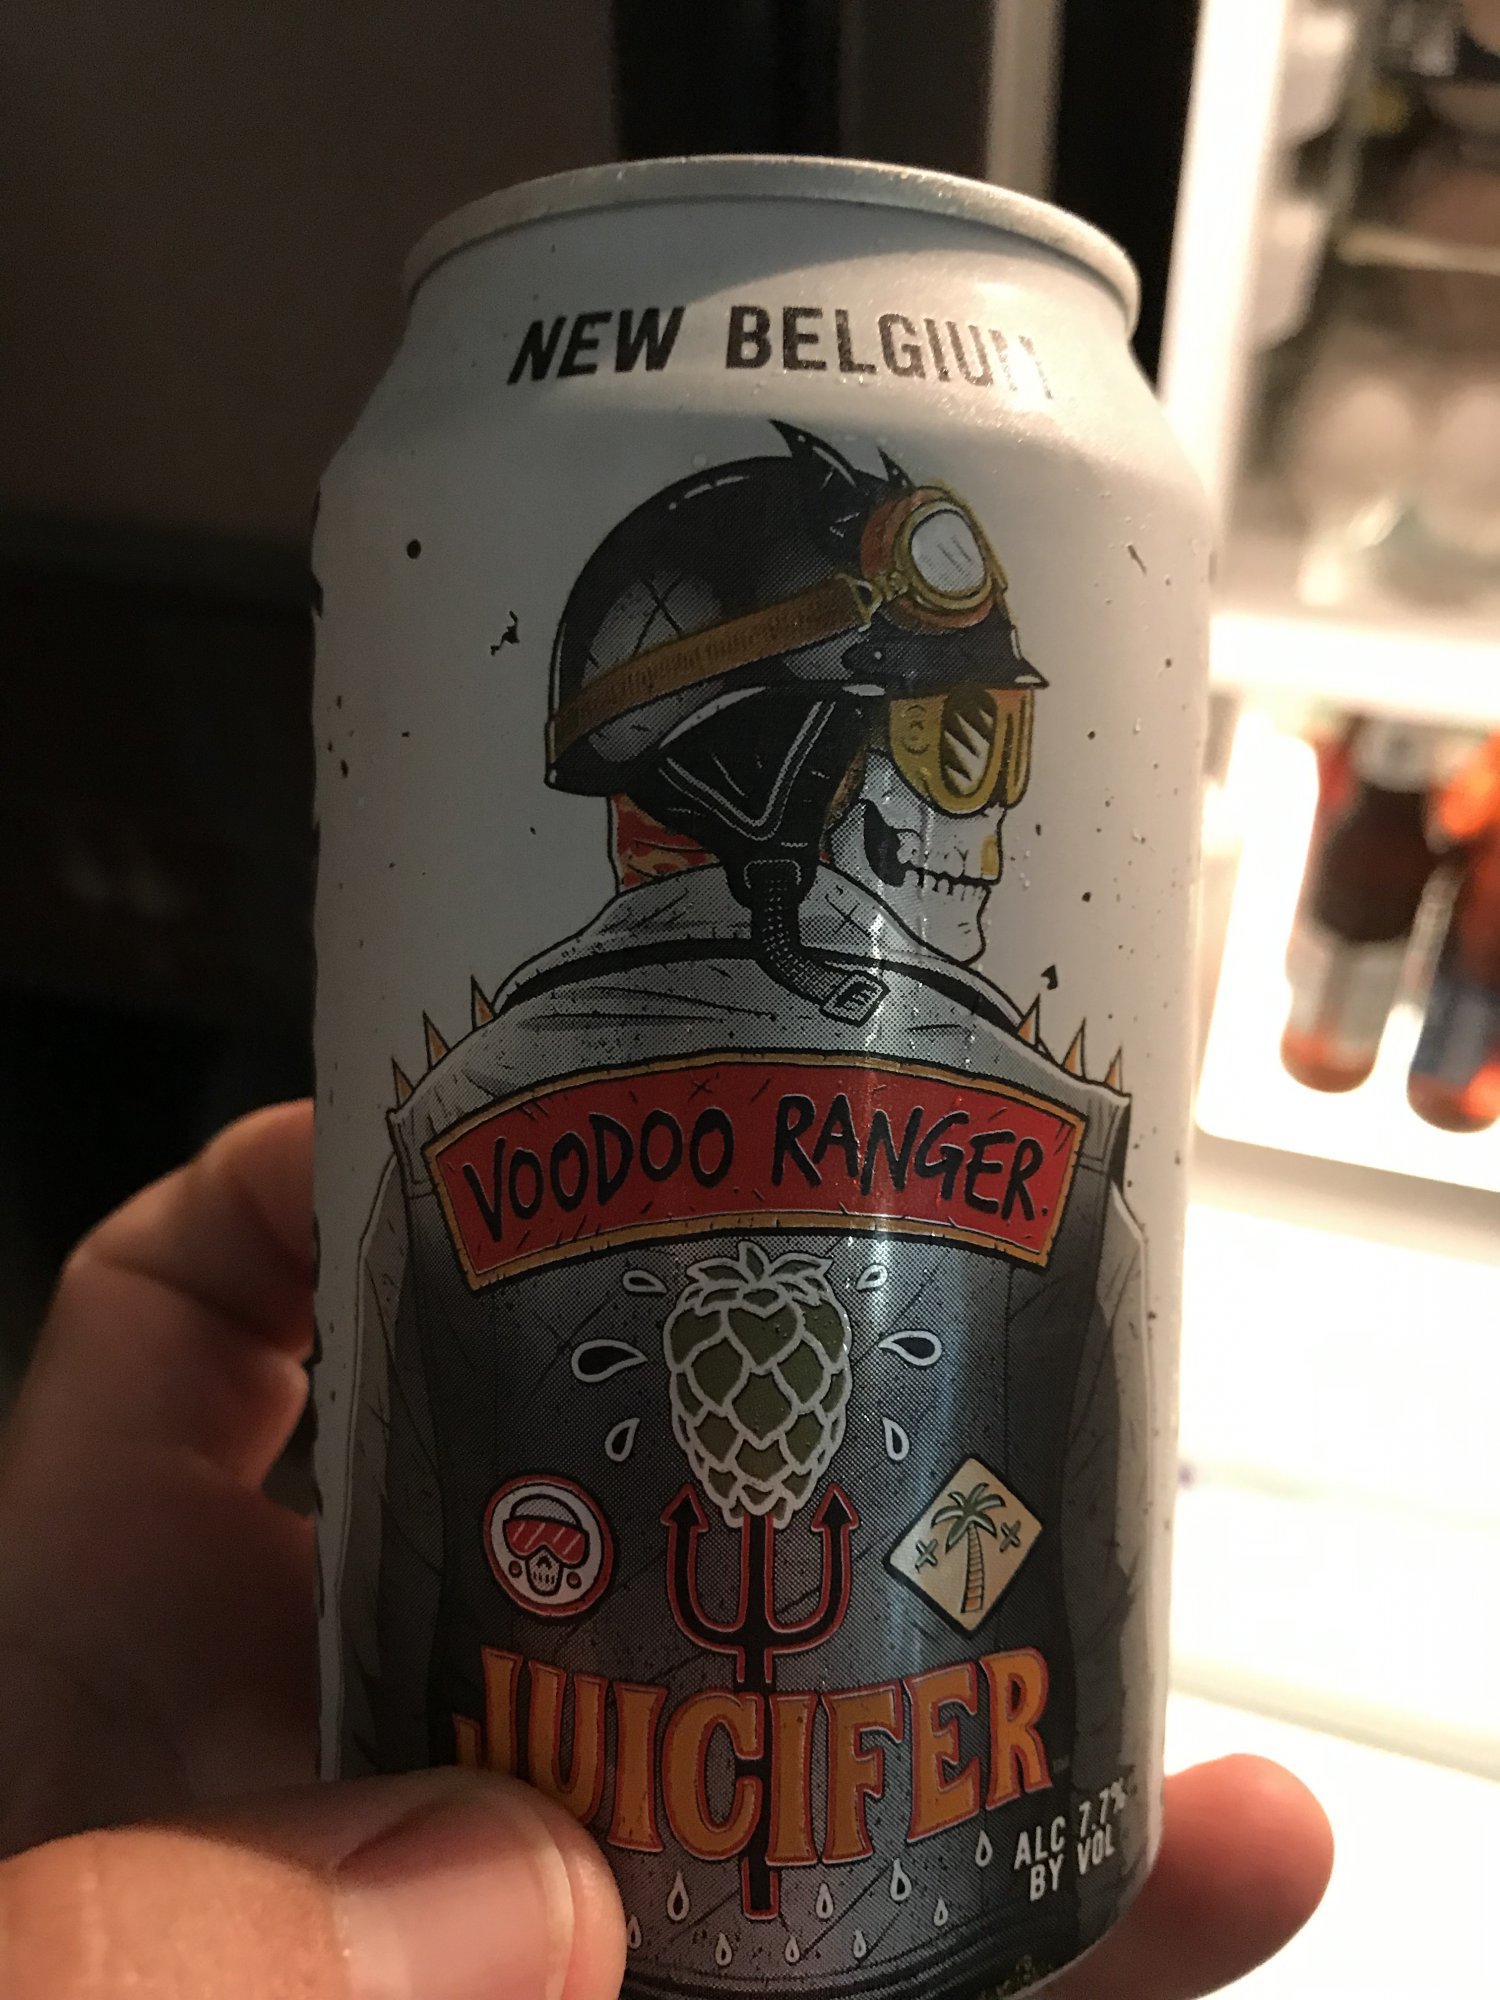 NEW BELGIUM
VOODOO RANGER.
JUICIFER
ALC 7.7%
BY VOL